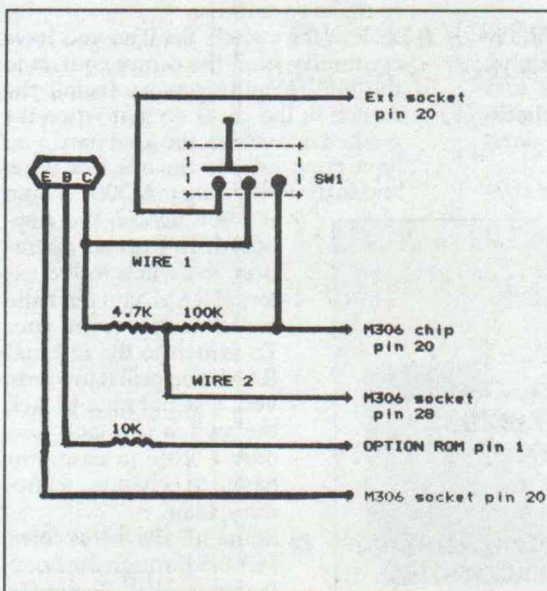 Ext socket
pin 20
SW1
E B C
WIRE 1
4.7K 100K
M306 chip
pin 20
WIRE 2
M306 socket
pin 28
10K
OPTION ROM pin 1
M306 socket pin 20